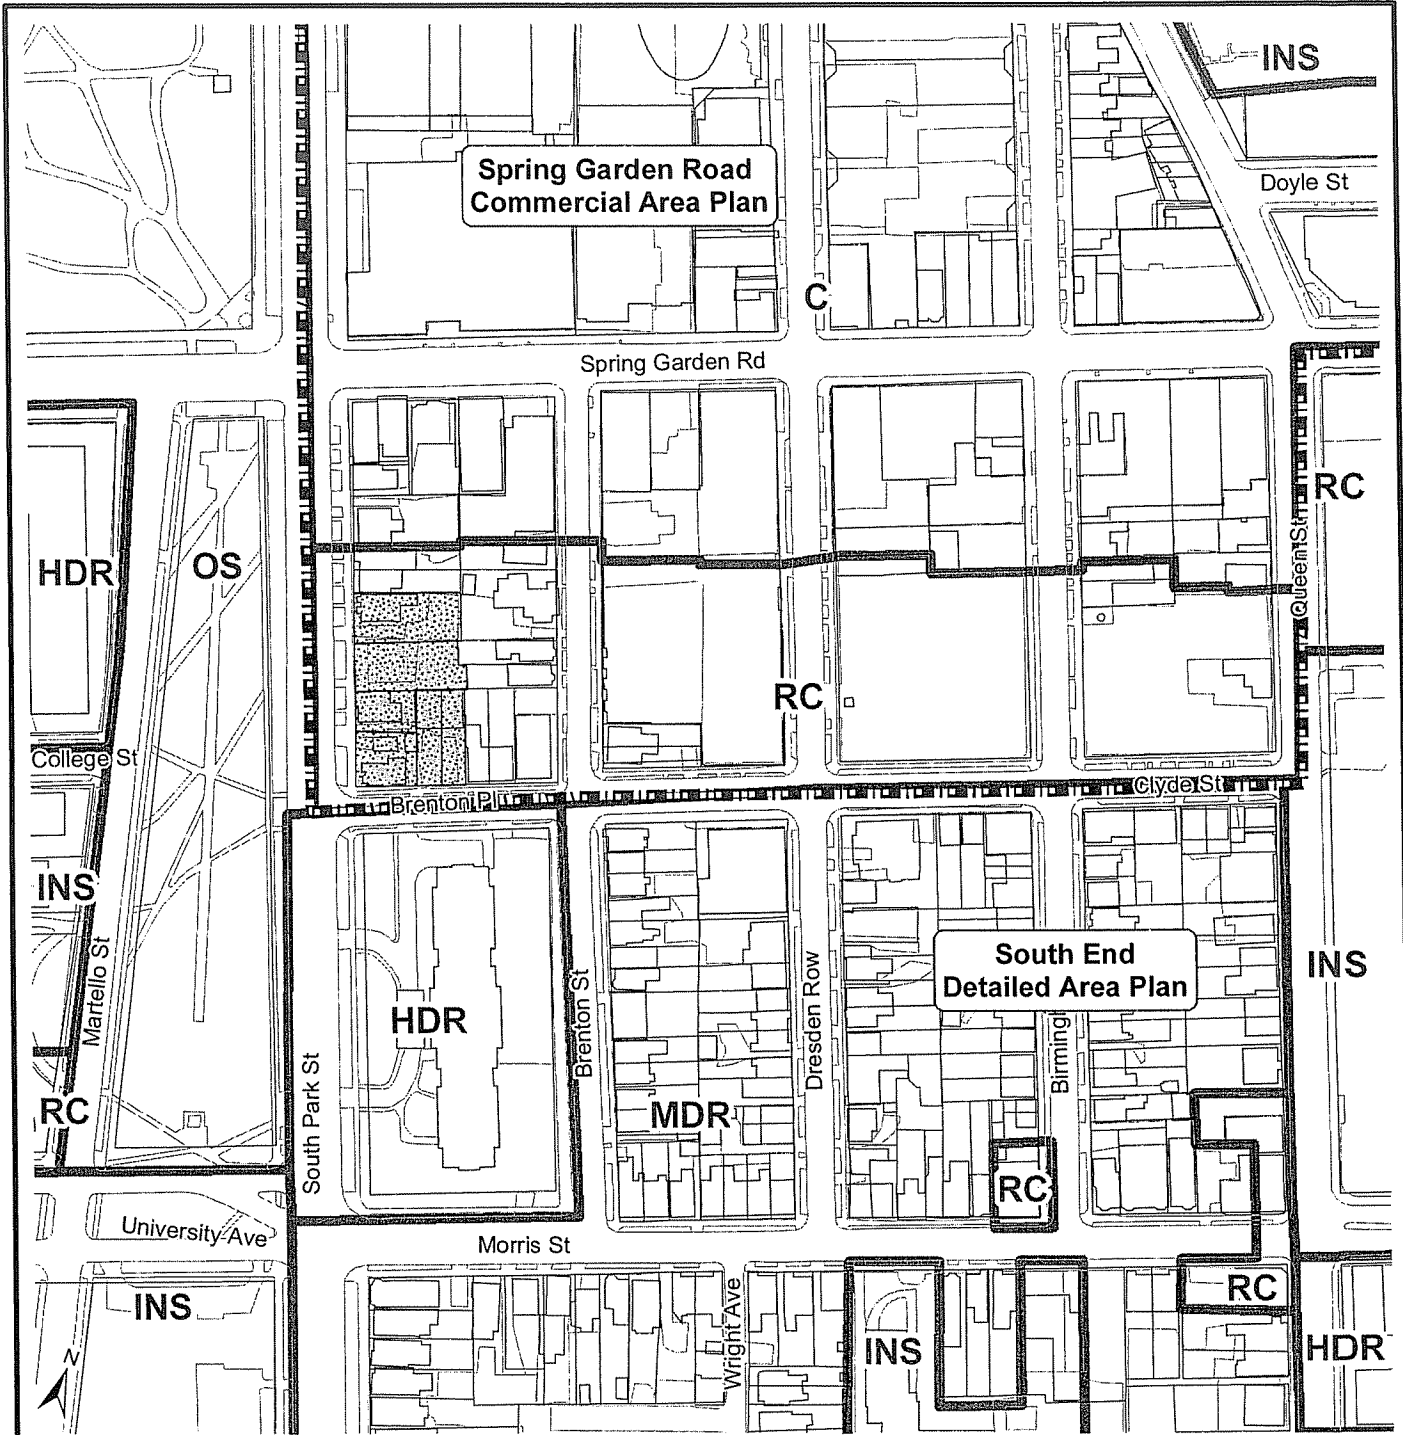 INS
Spring Garden Road
Commercial Area Plan
Doyle St
C
Spring Garden Rd
RC
HDR
OS
Queen St
RC
College St
Brenton Pl
Clyde St
INS
South End
Detailed Area Plan
INS
Martello St
HDR
Brenton St
Dresden Row
Birmingh
South Park St
RC
MDR
RC
University Ave
Morris St
INS
RC
Wright Ave
INS
HDR
N